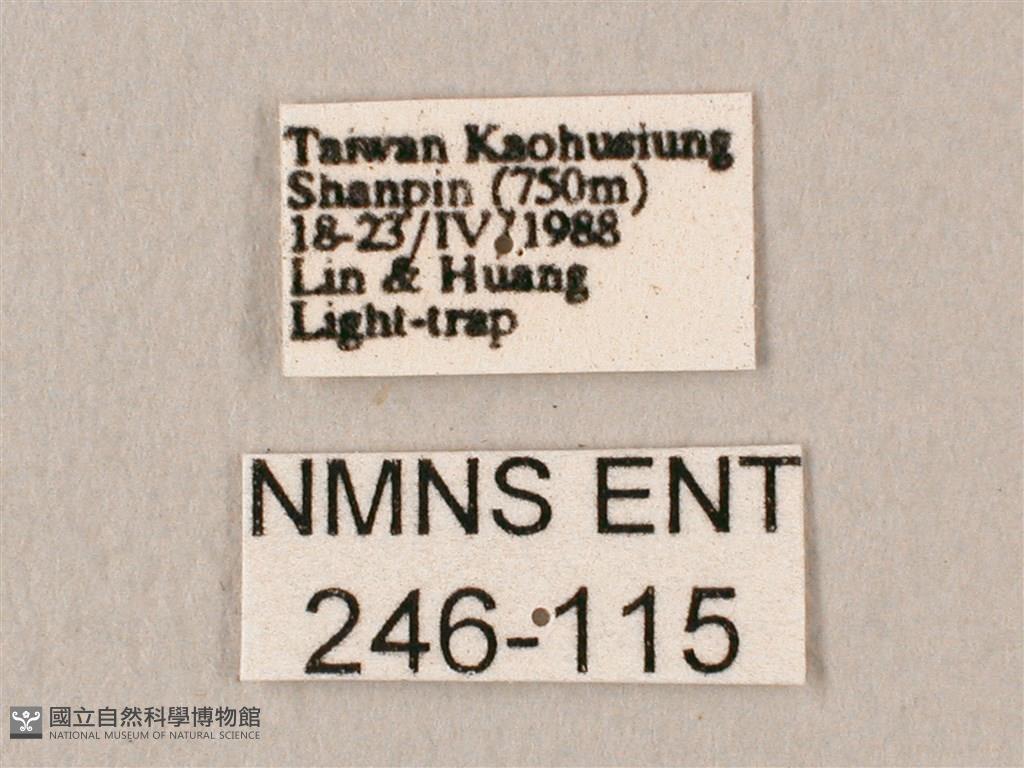 Taiwan Kaohusiung
Shanpin (750m)
18-23/IV/1988
Lin & Huang
Light-trap
NMNS ENT
246-115
國立自然科學博物館
NATIONAL MUSEUM OF NATURAL SCIENCE